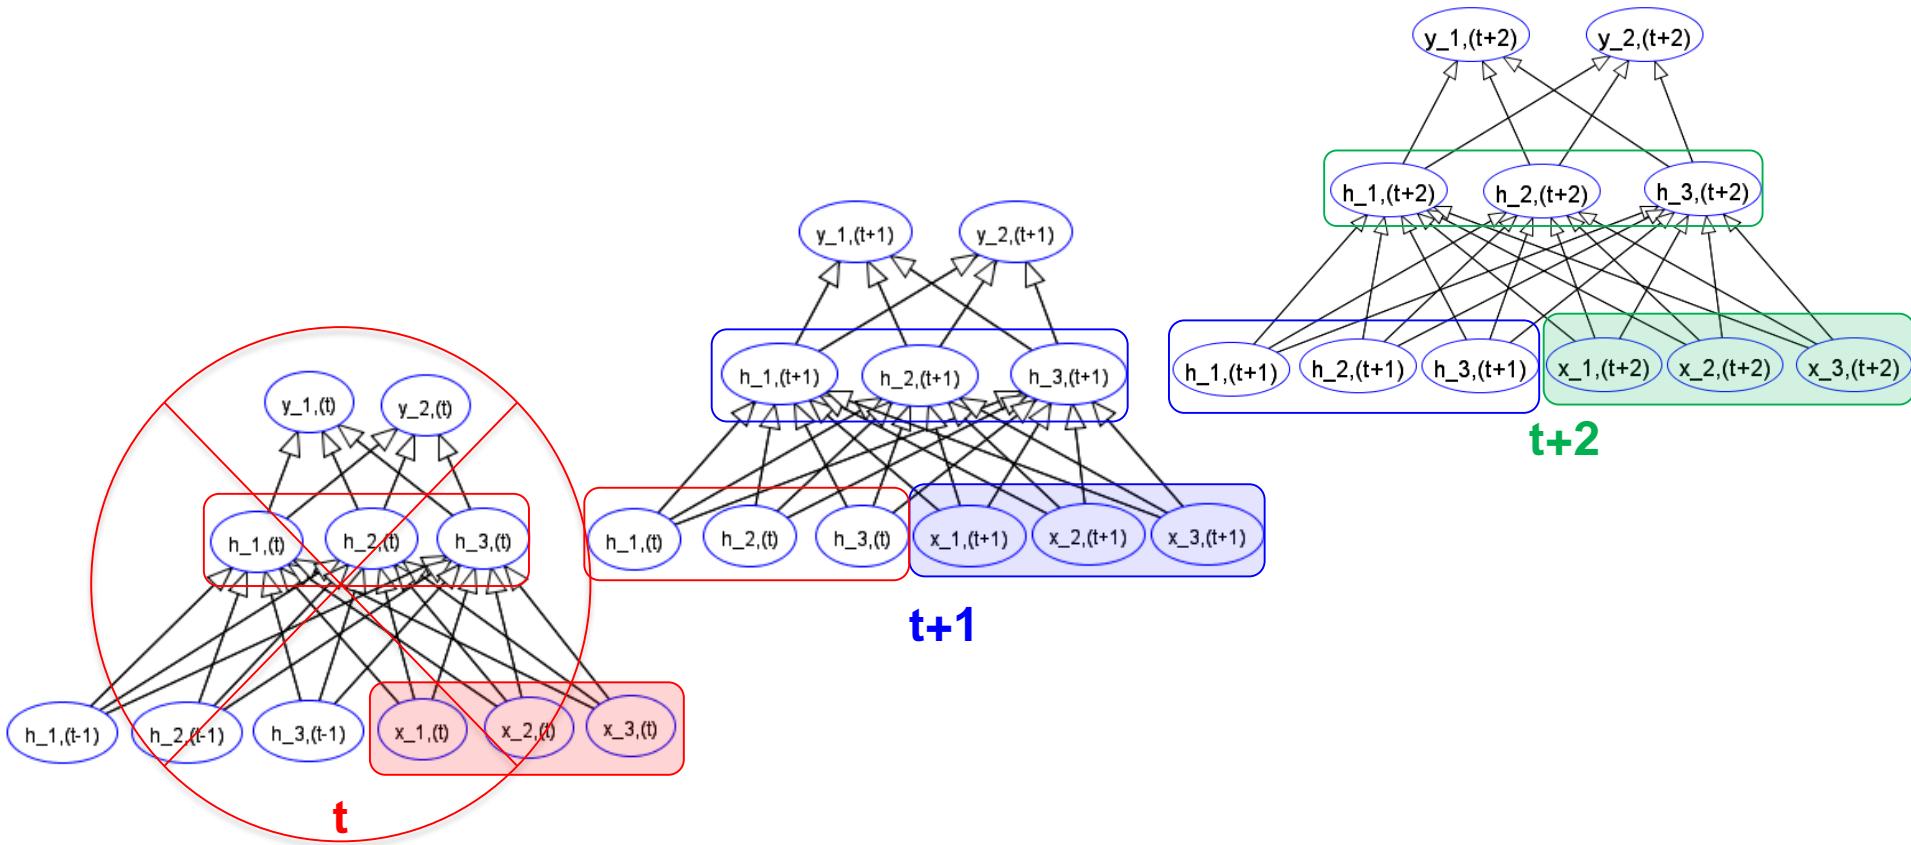 y_1,(t+2) y_2,(t+2)
h_1,(t+2) h_2,(t+2) h_3,(t+2)
h_1,(t+1) h_2,(t+1) h_3,(t+1) x_1,(t+2) x_2,(t+2) x_3,(t+2)
t+2
y_1,(t+1) y_2,(t+1)
h_1,(t+1) h_2,(t+1) h_3,(t+1)
h_1,(t) h_2,(t) h_3,(t) x_1,(t+1) x_2,(t+1) x_3,(t+1)
t+1
y_1,(t) y_2,(t)
h_1,(t) h_2,(t) h_3,(t)
h_1,(t-1) h_2,(t-1) h_3,(t-1) x_1,(t) x_2,(t) x_3,(t)
t